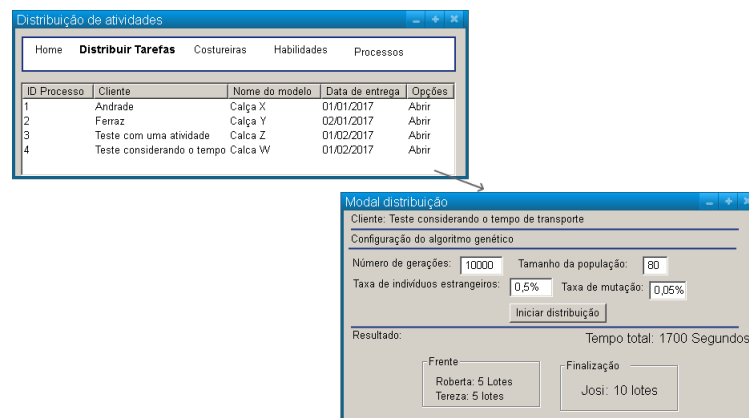 Distribuição de atividades
Home Distribuir Tarefas Costureiras Habilidades Processos
ID Processo Cliente Nome do modelo Data de entrega Opções
1 Andrade Calça X 01/01/2017 Abrir
2 Ferraz Calça Y 02/01/2017 Abrir
3 Teste com uma atividade Calca Z 01/02/2017 Abrir
4 Teste considerando o tempo Calca W 01/02/2017 Abrir
Modal distribuição
Cliente: Teste considerando o tempo de transporte
Configuração do algoritmo genético
Número de gerações: 10000 Tamanho da população: 80
Taxa de indivíduos estrangeiros: 0,5% Taxa de mutação: 0,05%
Iniciar distribuição
Resultado: Tempo total: 1700 Segundos
Frente Finalização
Roberta: 5 Lotes
Tereza: 5 lotes
Josi: 10 lotes